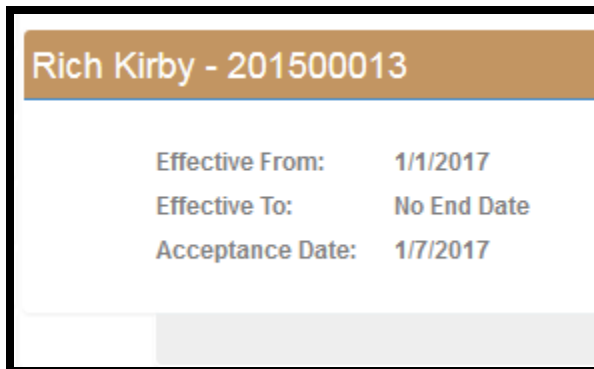 Rich Kirby - 201500013
Effective From: 1/1/2017
Effective To: No End Date
Acceptance Date: 1/7/2017